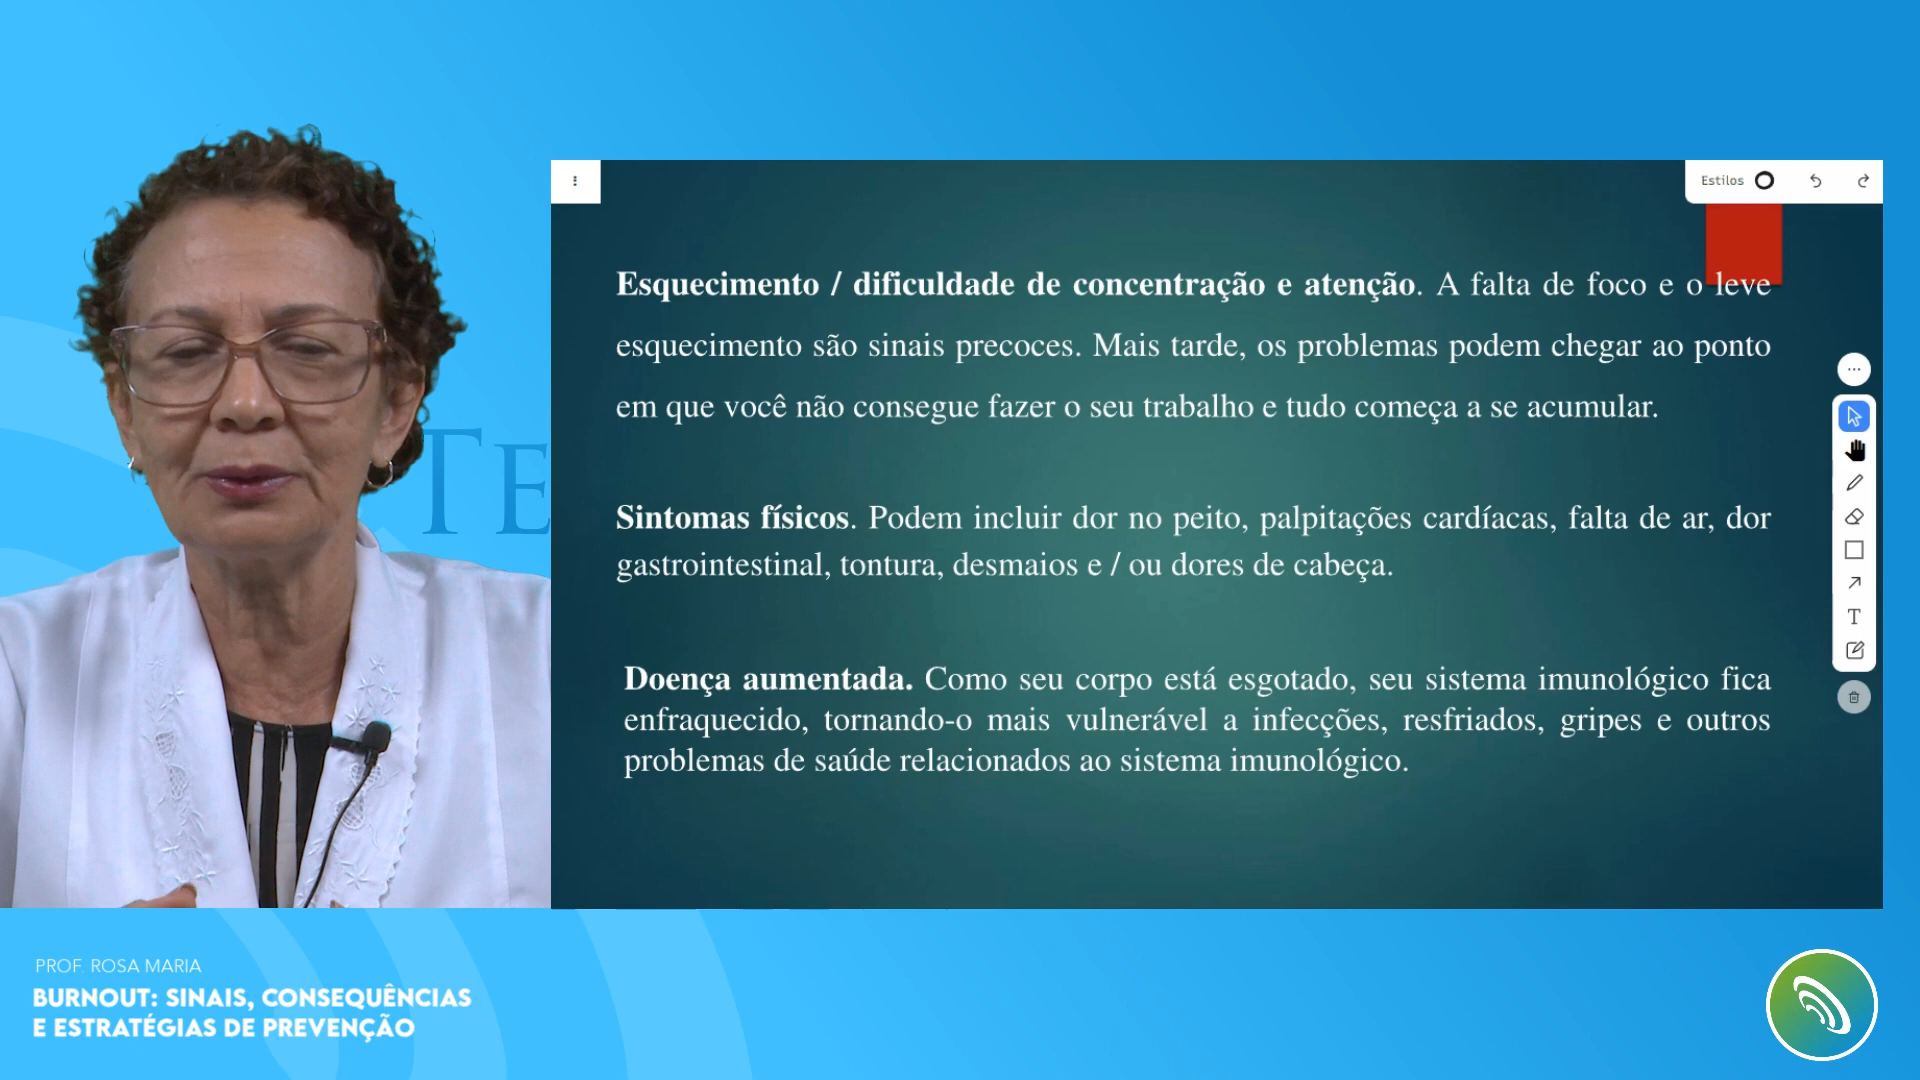 Estilos
Esquecimento / dificuldade de concentração e atenção. A falta de foco e o leve
esquecimento são sinais precoces. Mais tarde, os problemas podem chegar ao ponto
em que você não consegue fazer o seu trabalho e tudo começa a se acumular.
Sintomas físicos. Podem incluir dor no peito, palpitações cardíacas, falta de ar, dor
gastrointestinal, tontura, desmaios e / ou dores de cabeça.
Doença aumentada. Como seu corpo está esgotado, seu sistema imunológico fica
enfraquecido, tornando-o mais vulnerável a infecções, resfriados, gripes e outros
problemas de saúde relacionados ao sistema imunológico.
TE
T
PROF. ROSA MARIA
BURNOUT: SINAIS, CONSEQUÊNCIAS
E ESTRATÉGIAS DE PREVENÇÃO